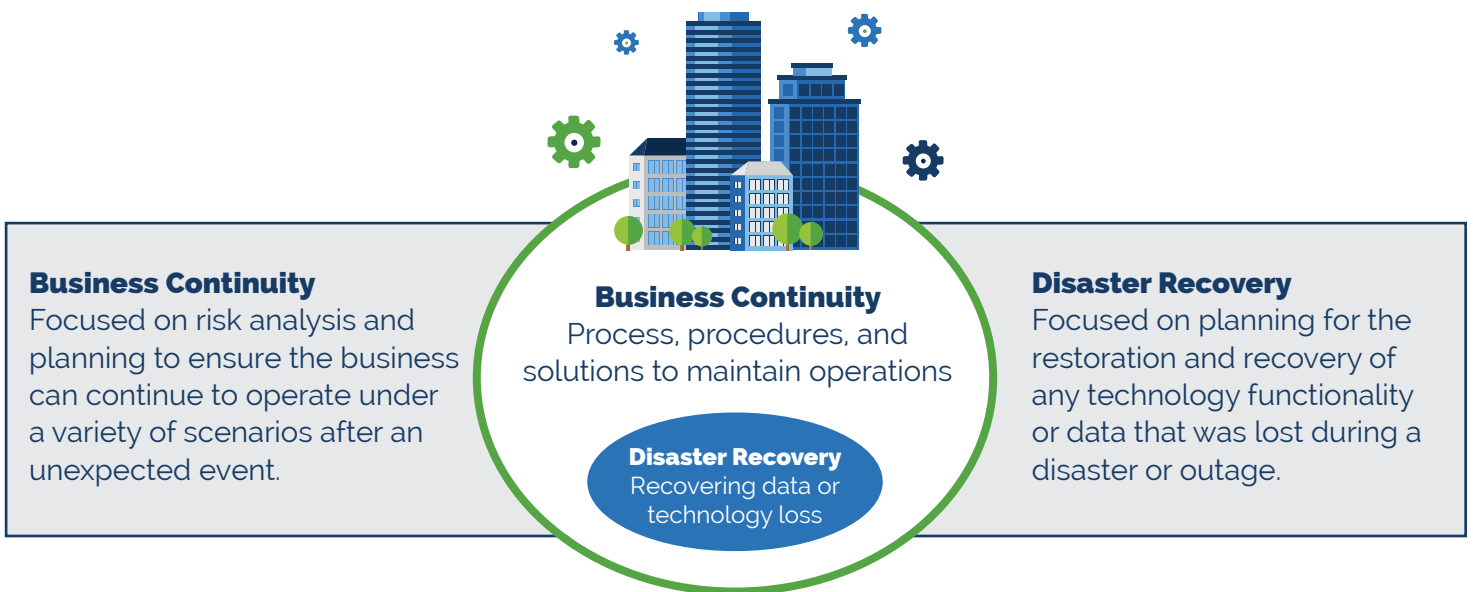 Business Continuity
Focused on risk analysis and
planning to ensure the business
can continue to operate under
a variety of scenarios after an
unexpected event.
Business Continuity
Process, procedures, and
solutions to maintain operations
Disaster Recovery
Recovering data or
technology loss
Disaster Recovery
Focused on planning for the
restoration and recovery of
any technology functionality
or data that was lost during a
disaster or outage.